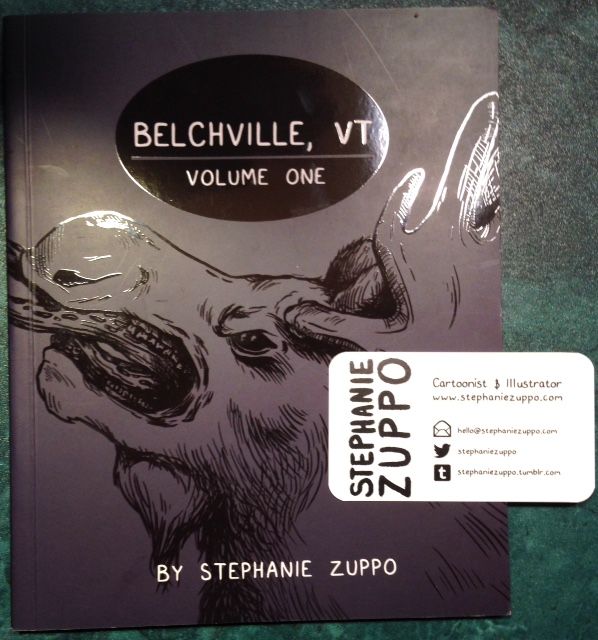 BELCHVILLE, VT
VOLUME ONE
BY STEPHANIE ZUPPO
STEPHANIE
ZUPPO
Cartoonist & Illustrator
www.stephaniezuppo.com
hello@stephaniezuppo.com
stephaniezuppo
t
stephaniezuppo.tumblr.com